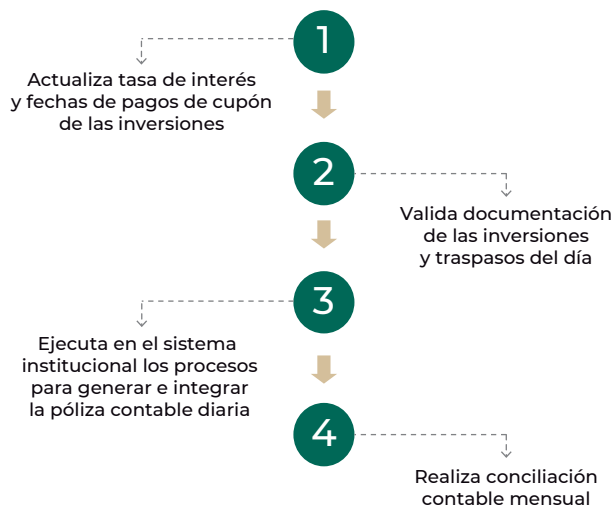 1
Actualiza tasa de interés
y fechas de pagos de cupón
de las inversiones
2
Valida documentación
de las inversiones
y traspasos del día
3
Ejecuta en el sistema
institucional los procesos
para generar e integrar
la póliza contable diaria
4
Realiza conciliación
contable mensual